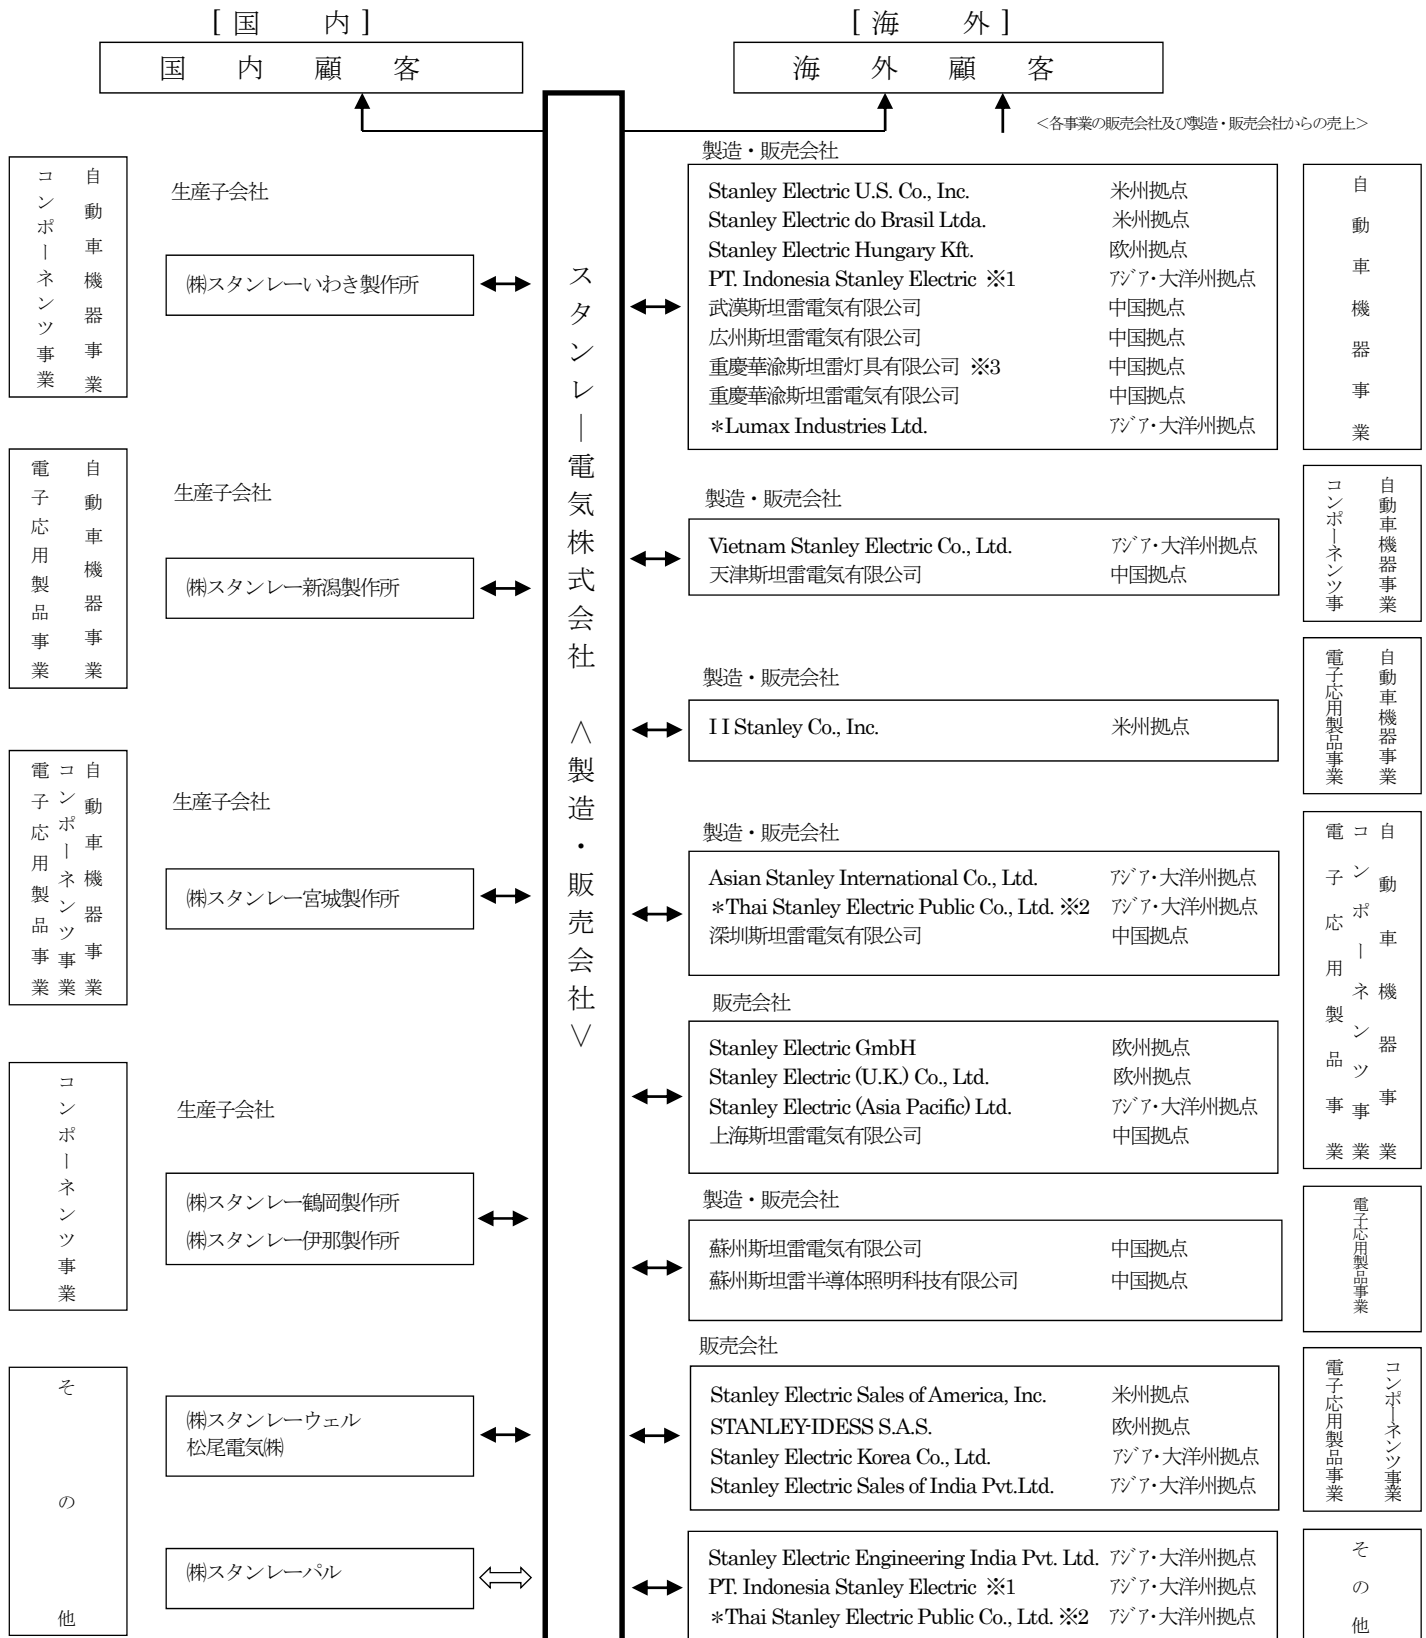 [ 国 内 ]
国 内 顧 客
[ 海 外 ]
海 外 顧 客
＜各事業の販売会社及び製造・販売会社からの売上＞
自動車機器事業
コンポーネンツ事業
生産子会社
㈱スタンレーいわき製作所
自動車機器事業
電子応用製品事業
生産子会社
㈱スタンレー新潟製作所
自動車機器事業
コンポーネンツ事業
電子応用製品事業
生産子会社
㈱スタンレー宮城製作所
コンポーネンツ事業
生産子会社
㈱スタンレー鶴岡製作所
㈱スタンレー伊那製作所
その他
㈱スタンレーウェル
松尾電気㈱
㈱スタンレーパル
スタンレー電気株式会社 ＜製造・販売会社＞
製造・販売会社
Stanley Electric U.S. Co., Inc. 米州拠点
Stanley Electric do Brasil Ltda. 米州拠点
Stanley Electric Hungary Kft. 欧州拠点
PT. Indonesia Stanley Electric ※1 ｱｼﾞｱ･大洋州拠点
武漢斯坦雷電気有限公司 中国拠点
広州斯坦雷電気有限公司 中国拠点
重慶華渝斯坦雷灯具有限公司 ※3 中国拠点
重慶華渝斯坦雷電気有限公司 中国拠点
*Lumax Industries Ltd. ｱｼﾞｱ･大洋州拠点
自動車機器事業
製造・販売会社
Vietnam Stanley Electric Co., Ltd. ｱｼﾞｱ･大洋州拠点
天津斯坦雷電気有限公司 中国拠点
自動車機器事業
コンポーネンツ事
製造・販売会社
I I Stanley Co., Inc. 米州拠点
自動車機器事業
電子応用製品事業
製造・販売会社
Asian Stanley International Co., Ltd. ｱｼﾞｱ･大洋州拠点
*Thai Stanley Electric Public Co., Ltd. ※2 ｱｼﾞｱ･大洋州拠点
深圳斯坦雷電気有限公司 中国拠点
販売会社
Stanley Electric GmbH 欧州拠点
Stanley Electric (U.K.) Co., Ltd. 欧州拠点
Stanley Electric (Asia Pacific) Ltd. ｱｼﾞｱ･大洋州拠点
上海斯坦雷電気有限公司 中国拠点
自動車機器事業
コンポーネンツ事業
電子応用製品事業
製造・販売会社
蘇州斯坦雷電気有限公司 中国拠点
蘇州斯坦雷半導体照明科技有限公司 中国拠点
電子応用製品事業
販売会社
Stanley Electric Sales of America, Inc. 米州拠点
STANLEY-IDESS S.A.S. 欧州拠点
Stanley Electric Korea Co., Ltd. ｱｼﾞｱ･大洋州拠点
Stanley Electric Sales of India Pvt.Ltd. ｱｼﾞｱ･大洋州拠点
コンポーネンツ事業
電子応用製品事業
Stanley Electric Engineering India Pvt. Ltd. ｱｼﾞｱ･大洋州拠点
PT. Indonesia Stanley Electric ※1 ｱｼﾞｱ･大洋州拠点
*Thai Stanley Electric Public Co., Ltd. ※2 ｱｼﾞｱ･大洋州拠点
その他